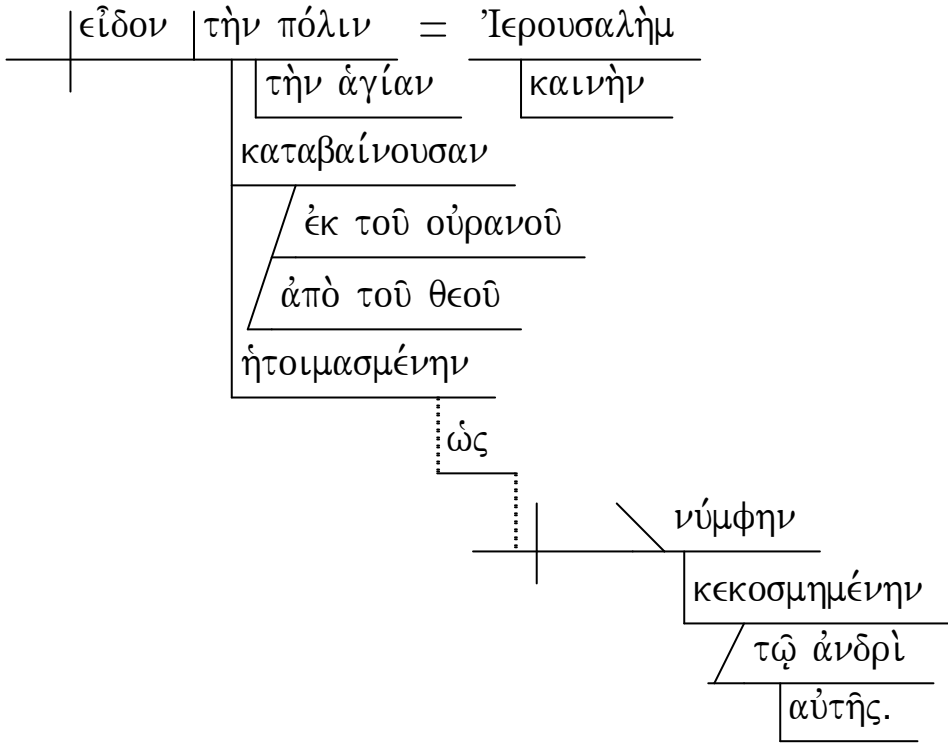 εἶδον τὴν πόλιν = Ἰερουσαλὴμ
τὴν ἁγίαν καινὴν
καταβαίνουσαν
ἐκ τοῦ οὐρανοῦ
ἀπὸ τοῦ θεοῦ
ἡτοιμασμένην
ὡς
νύμφην
κεκοσμημένην
τῷ ἀνδρὶ
αὐτῆς.